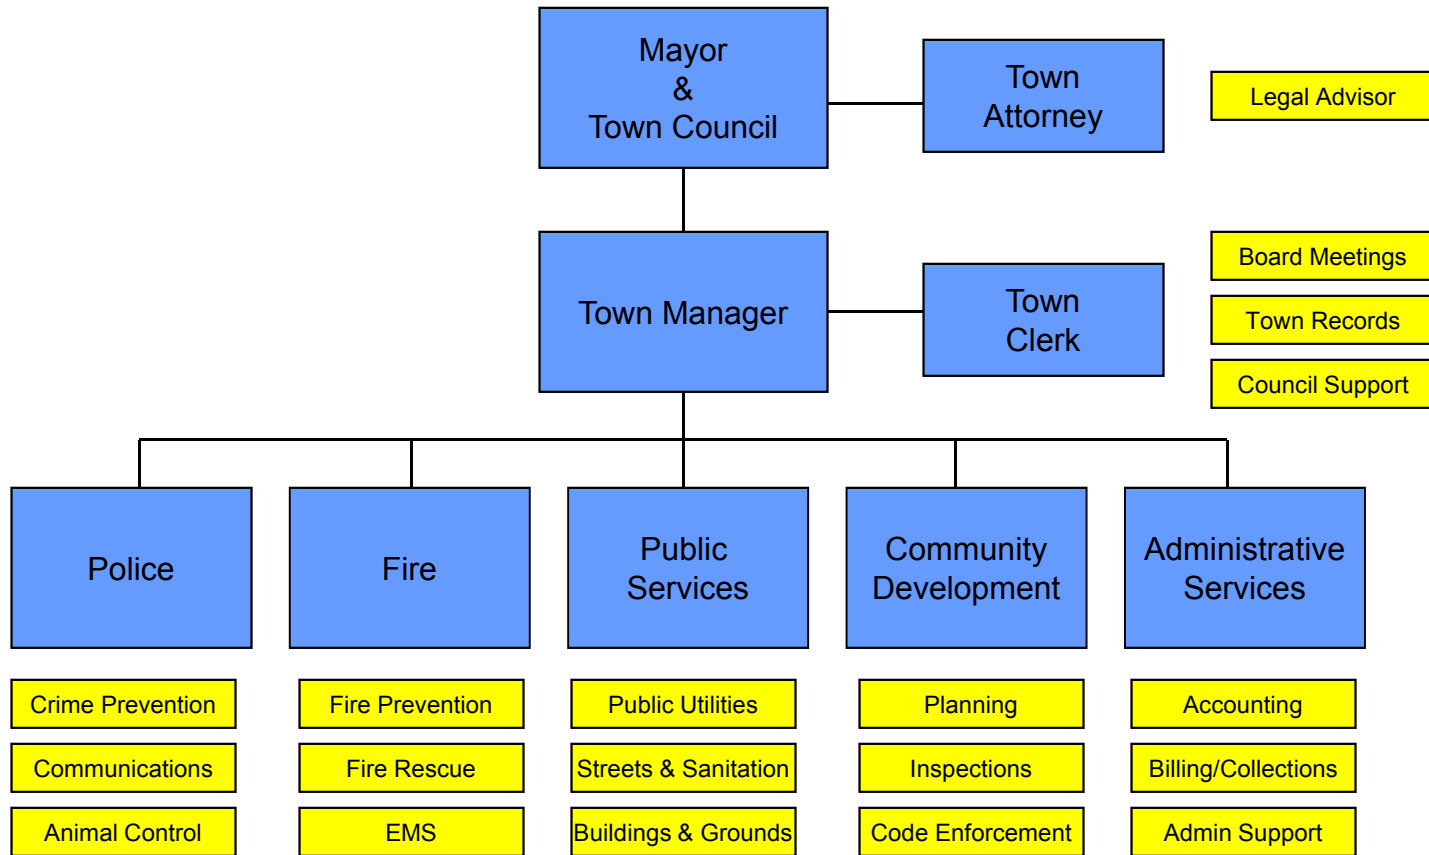 Mayor
&
Town Council
Town
Attorney
Legal Advisor
Town Manager
Town
Clerk
Board Meetings
Town Records
Council Support
Police
Fire
Public
Services
Community
Development
Administrative
Services
Crime Prevention
Fire Prevention
Public Utilities
Planning
Accounting
Communications
Fire Rescue
Streets & Sanitation
Inspections
Billing/Collections
Animal Control
EMS
Buildings & Grounds
Code Enforcement
Admin Support